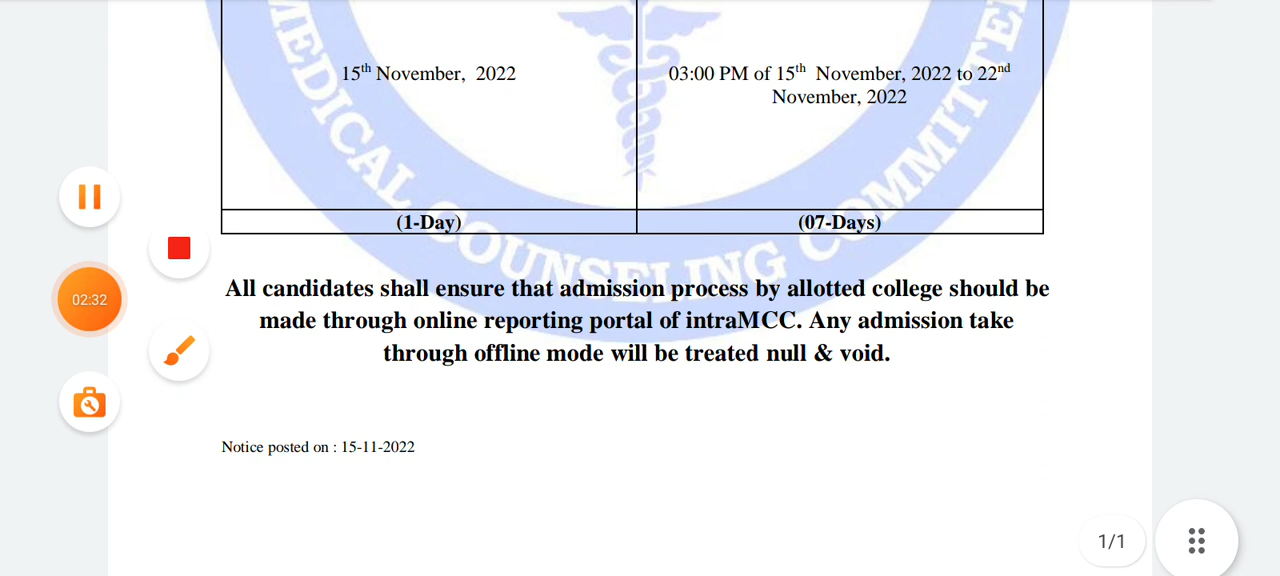 MEDICAL COUNSELING COMMITTEE
15th November, 2022
03:00 PM of 15th November, 2022 to 22nd
November, 2022
(1-Day)
(07-Days)
All candidates shall ensure that admission process by allotted college should be
made through online reporting portal of intraMCC. Any admission take
through offline mode will be treated null & void.
02:32
Notice posted on : 15-11-2022
1/1